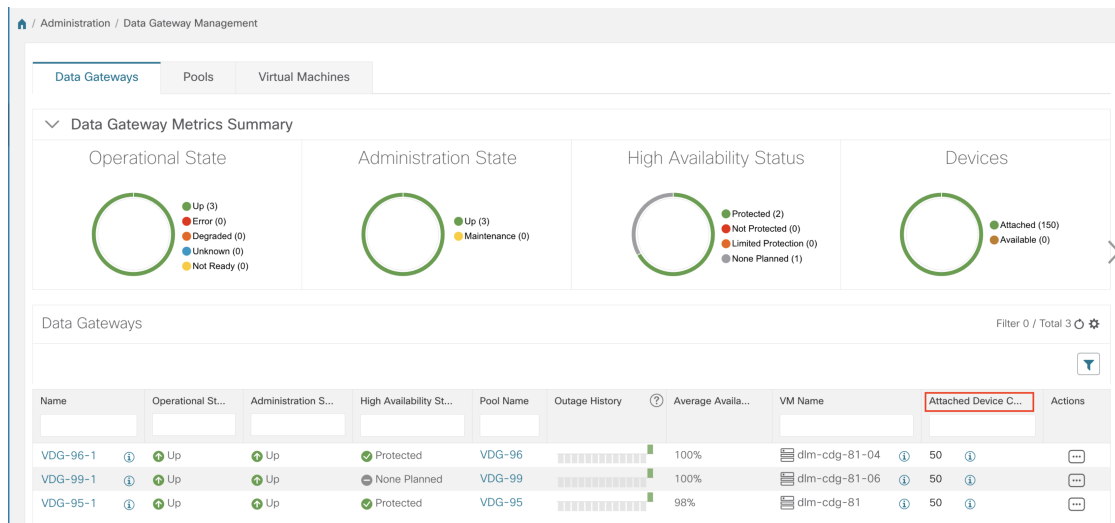 / Administration / Data Gateway Management
Data Gateways Pools Virtual Machines
Data Gateway Metrics Summary
Operational State
Up (3)
Error (0)
Degraded (0)
Unknown (0)
Not Ready (0)
Administration State
Up (3)
Maintenance (0)
High Availability Status
Protected (2)
Not Protected (0)
Limited Protection (0)
None Planned (1)
Devices
Attached (150)
Available (0)
Data Gateways Filter 0 / Total 3
Name Operational St... Administration S... High Availability St... Pool Name Outage History ? Average Availa... VM Name Attached Device C... Actions
VDG-96-1 Up Up Protected VDG-96 100% dlm-cdg-81-04 50
VDG-99-1 Up Up None Planned VDG-99 100% dlm-cdg-81-06 50
VDG-95-1 Up Up Protected VDG-95 98% dlm-cdg-81 50